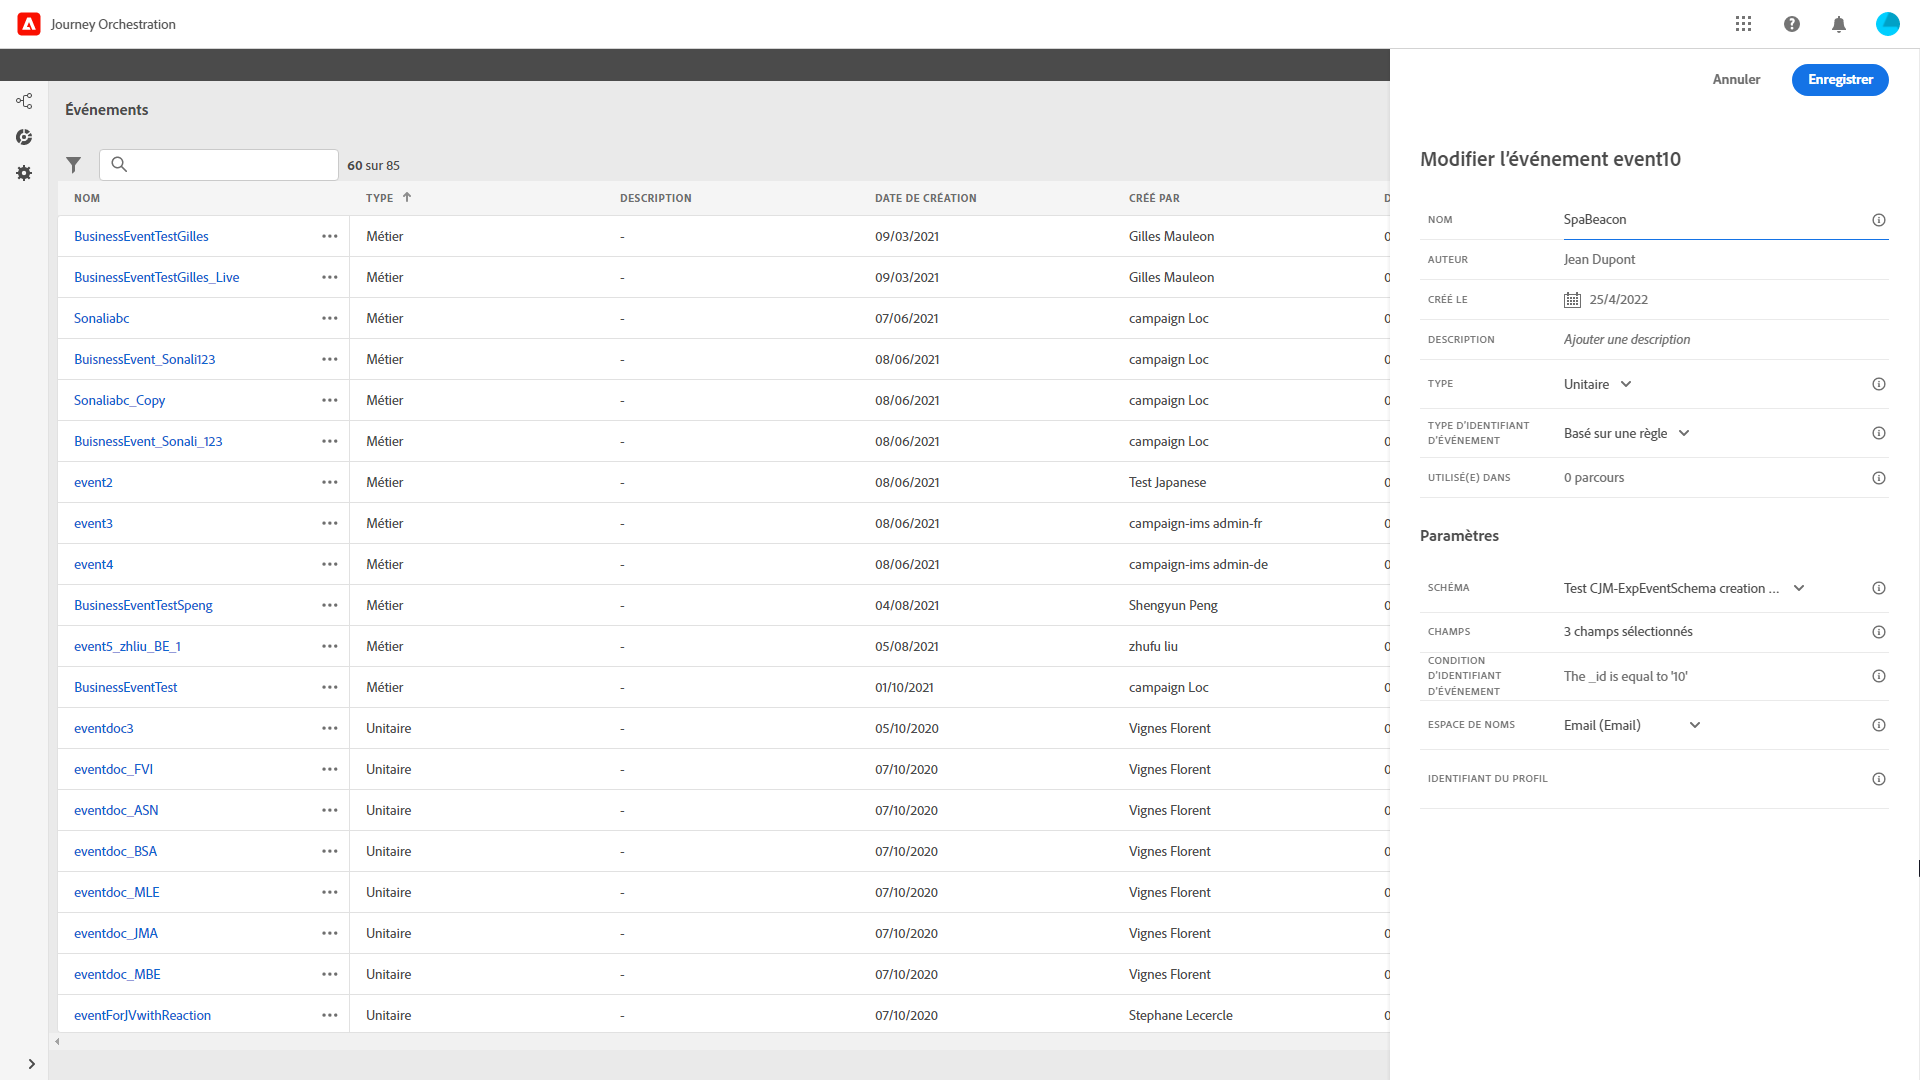 Journey Orchestration
Annuler
Enregistrer
Événements
60 sur 85
NOM TYPE DESCRIPTION DATE DE CRÉATION CRÉÉ PAR D
BusinessEventTestGilles Métier - 09/03/2021 Gilles Mauleon 0
BusinessEventTestGilles_Live Métier - 09/03/2021 Gilles Mauleon 0
Sonaliabc Métier - 07/06/2021 campaign Loc 0
BuisnessEvent_Sonali123 Métier - 08/06/2021 campaign Loc 0
Sonaliabc_Copy Métier - 08/06/2021 campaign Loc 0
BuisnessEvent_Sonali_123 Métier - 08/06/2021 campaign Loc 0
event2 Métier - 08/06/2021 Test Japanese 0
event3 Métier - 08/06/2021 campaign-ims admin-fr 0
event4 Métier - 08/06/2021 campaign-ims admin-de 0
BusinessEventTestSpeng Métier - 04/08/2021 Shengyun Peng 0
event5_zhliu_BE_1 Métier - 05/08/2021 zhufu liu 0
BusinessEventTest Métier - 01/10/2021 campaign Loc 0
eventdoc3 Unitaire - 05/10/2020 Vignes Florent 0
eventdoc_FVI Unitaire - 07/10/2020 Vignes Florent 0
eventdoc_ASN Unitaire - 07/10/2020 Vignes Florent 0
eventdoc_BSA Unitaire - 07/10/2020 Vignes Florent 0
eventdoc_MLE Unitaire - 07/10/2020 Vignes Florent 0
eventdoc_JMA Unitaire - 07/10/2020 Vignes Florent 0
eventdoc_MBE Unitaire - 07/10/2020 Vignes Florent 0
eventForJVwithReaction Unitaire - 07/10/2020 Stephane Lecercle 0
Modifier l'événement event10
NOM SpaBeacon
AUTEUR Jean Dupont
CRÉÉ LE 25/4/2022
DESCRIPTION Ajouter une description
TYPE Unitaire
TYPE D'IDENTIFIANT
D'ÉVÉNEMENT Basé sur une règle
UTILISÉ(E) DANS 0 parcours
Paramètres
SCHÉMA Test CJM-ExpEventSchema creation ...
CHAMPS 3 champs sélectionnés
CONDITION
D'IDENTIFIANT
D'ÉVÉNEMENT The _id is equal to '10'
ESPACE DE NOMS Email (Email)
IDENTIFIANT DU PROFIL